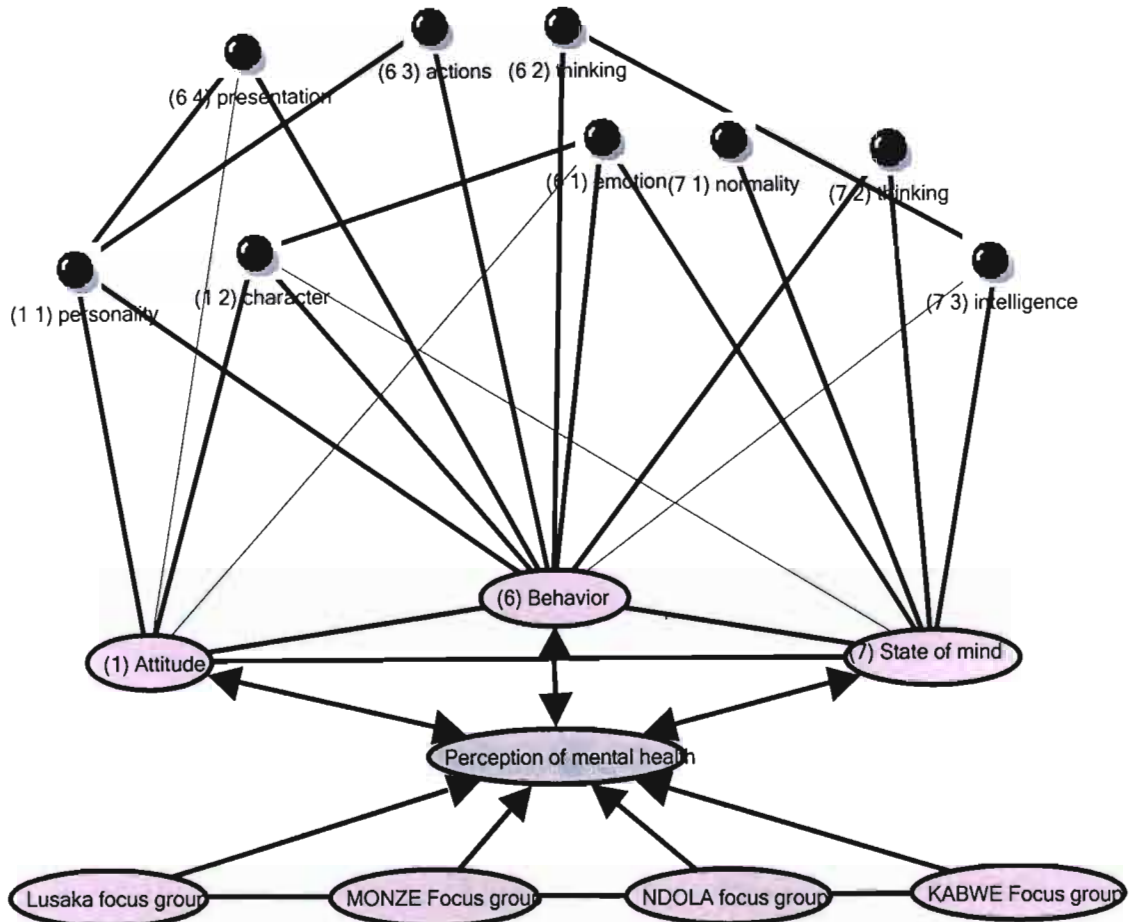 (6 3) actions
(6 2) thinking
(6 4) presentation
(6 1) emotion
(7 1) normality
(7 2) thinking
(1 2) character
(1 1) personality
(7 3) intelligence
(6) Behavior
(1) Attitude
(7) State of mind
Perception of mental health
Lusaka focus group
MONZE Focus group
NDOLA focus group
KABWE Focus group